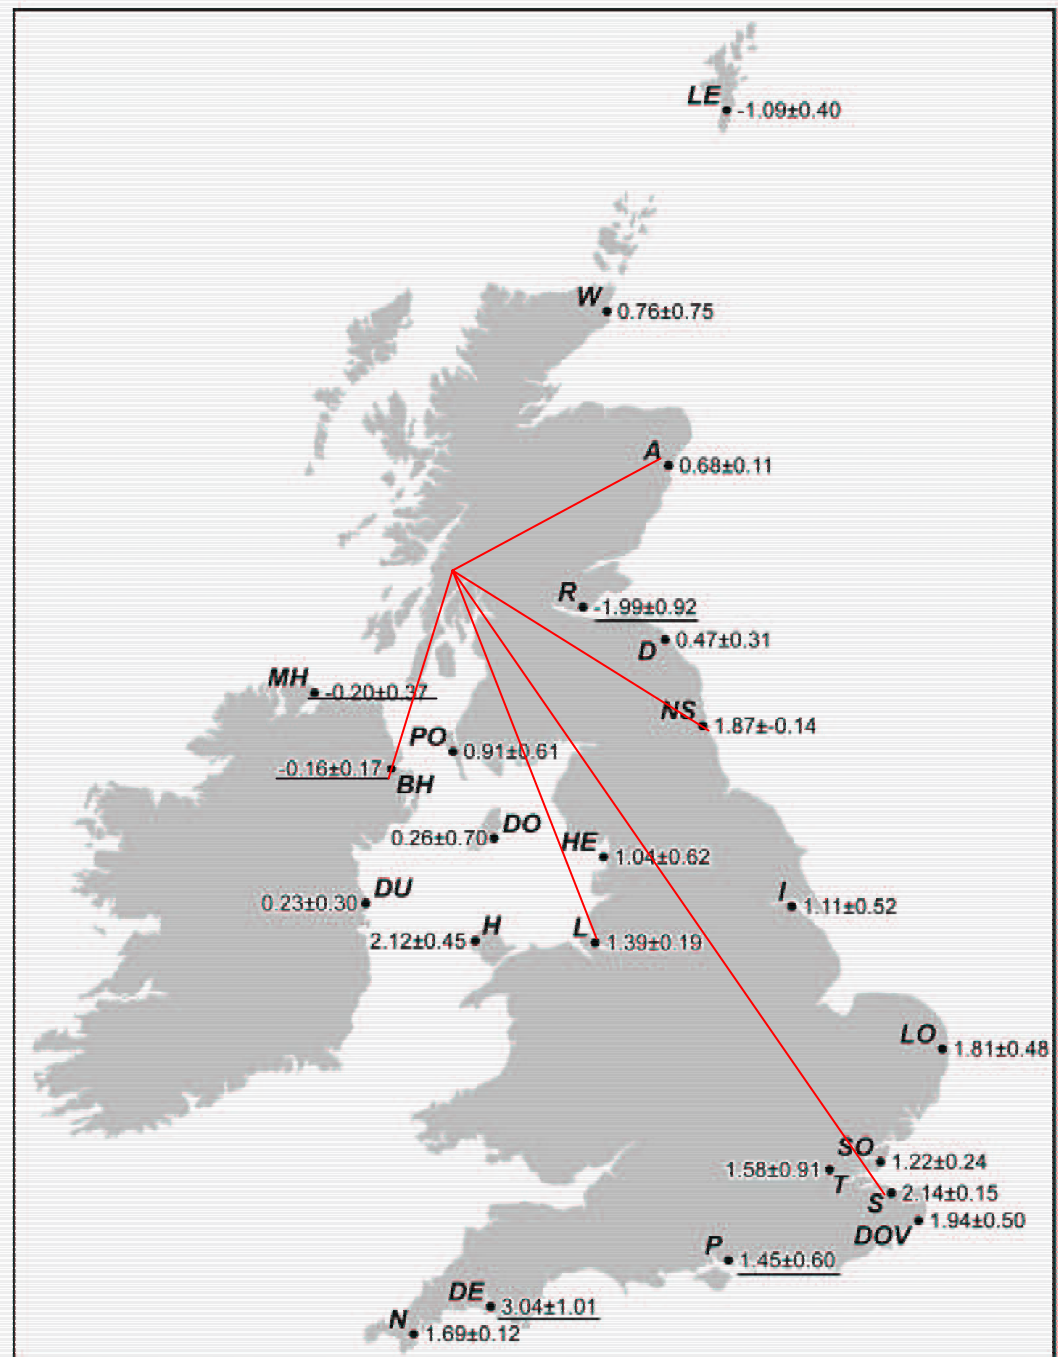 LE
-1.09±0.40
W
0.76±0.75
A
0.68±0.11
R
-1.99±0.92
D
0.47±0.31
MH
-0.20±0.37
NS
1.87±-0.14
PO
0.91±0.61
-0.16±0.17
BH
DO
0.26±0.70
HE
1.04±0.62
DU
0.23±0.30
I
1.11±0.52
H
2.12±0.45
L
1.39±0.19
LO
1.81±0.48
SO
1.22±0.24
1.58±0.91
T
S
2.14±0.15
DOV
1.94±0.50
P
1.45±0.60
DE
3.04±1.01
N
1.69±0.12